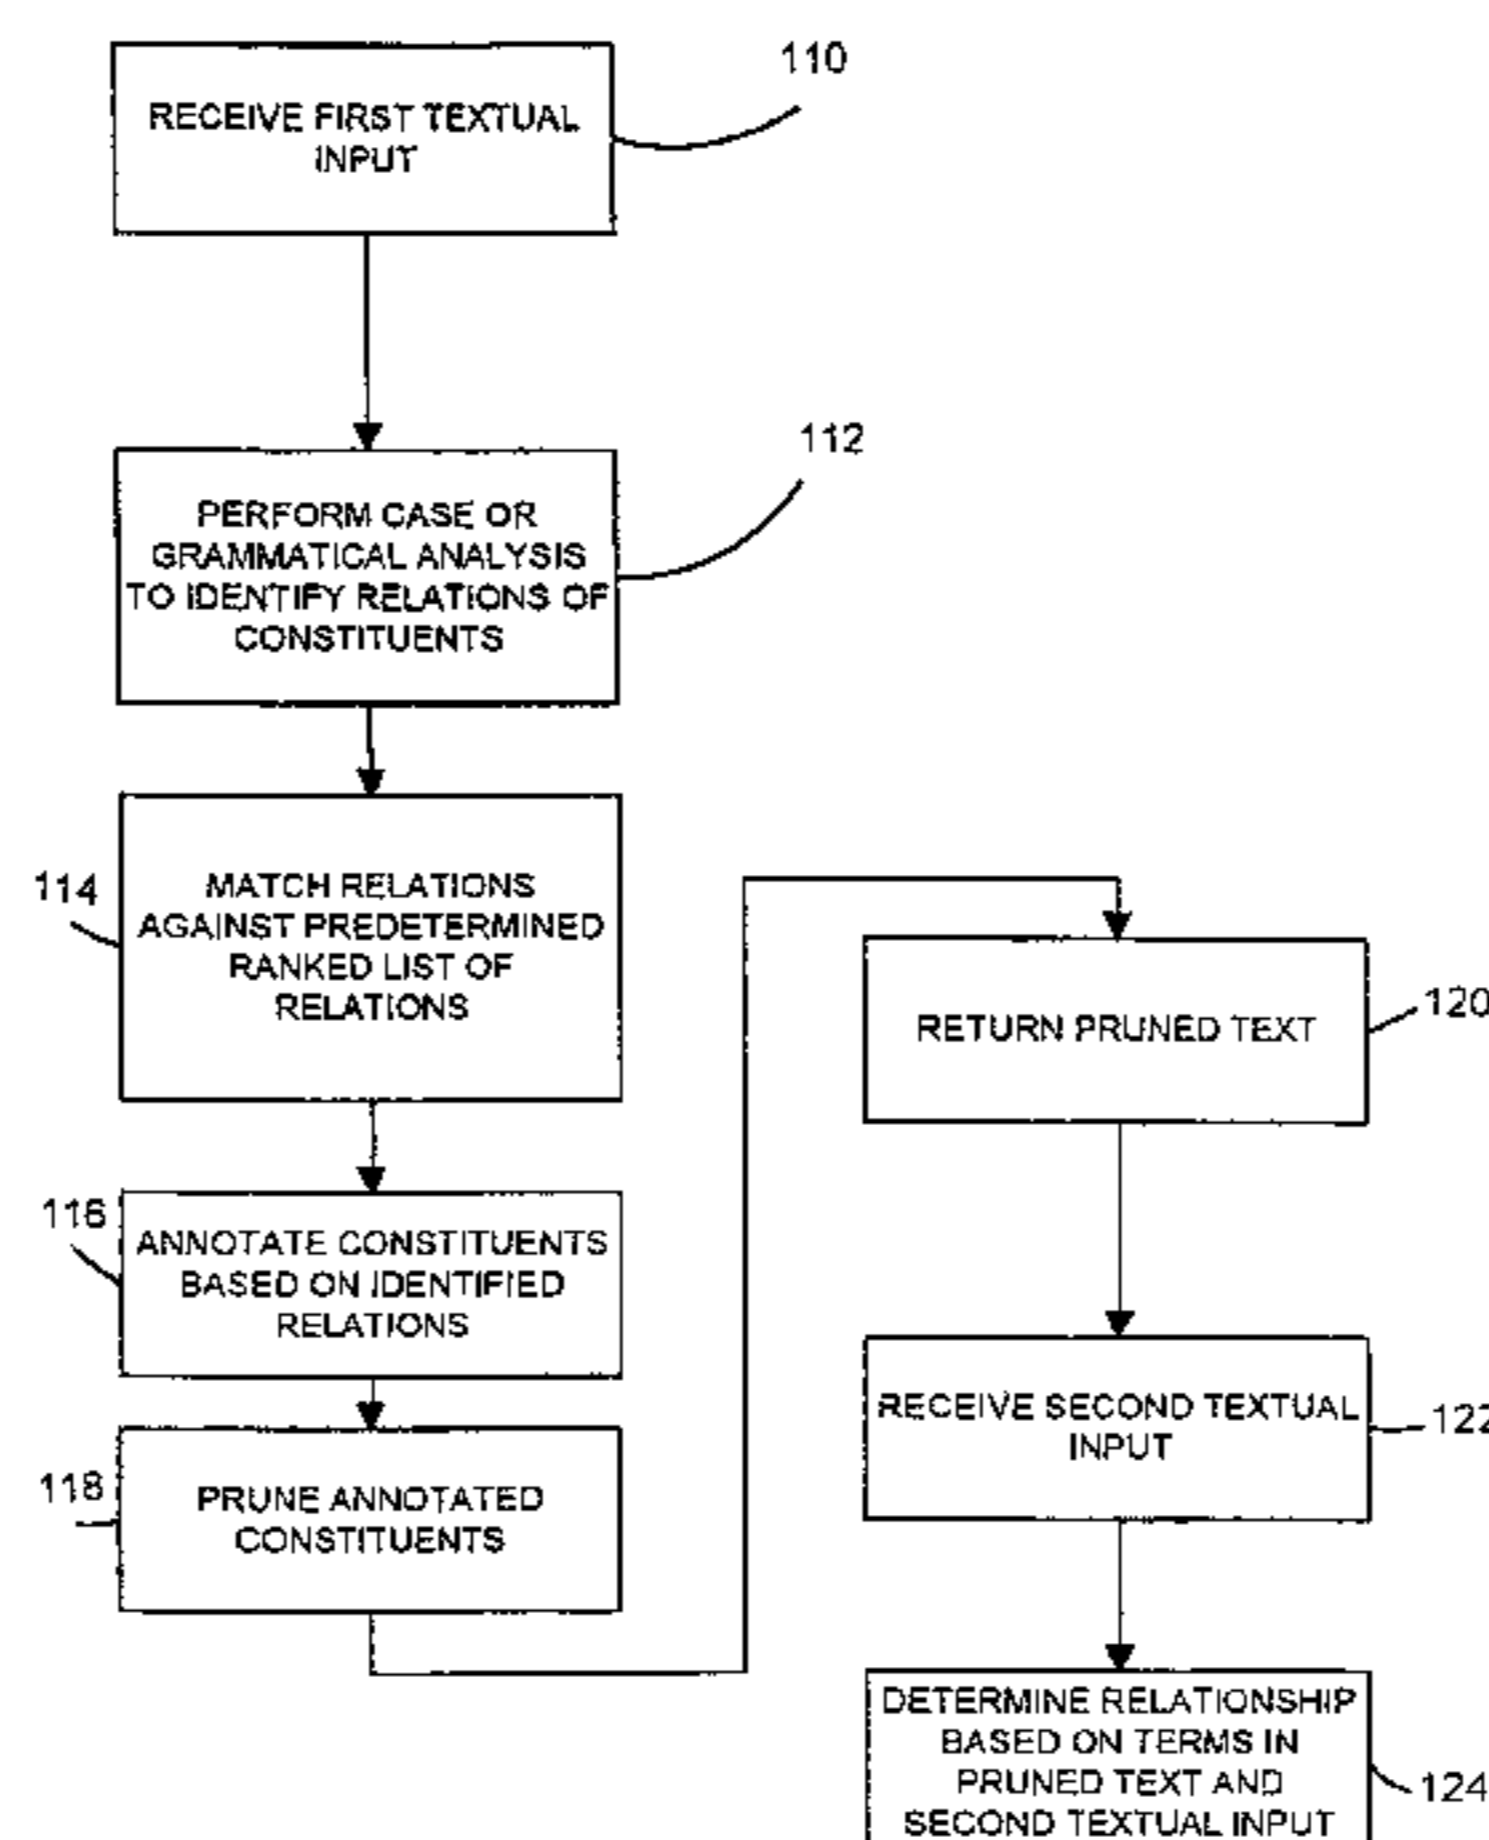 110
RECEIVE FIRST TEXTUAL
INPUT
112
PERFORM CASE OR
GRAMMATICAL ANALYSIS
TO IDENTIFY RELATIONS OF
CONSTITUENTS
114
MATCH RELATIONS
AGAINST PREDETERMINED
RANKED LIST OF
RELATIONS
116
ANNOTATE CONSTITUENTS
BASED ON IDENTIFIED
RELATIONS
118
PRUNE ANNOTATED
CONSTITUENTS
RETURN PRUNED TEXT
120
RECEIVE SECOND TEXTUAL
INPUT
122
DETERMINE RELATIONSHIP
BASED ON TERMS IN
PRUNED TEXT AND
SECOND TEXTUAL INPUT
124